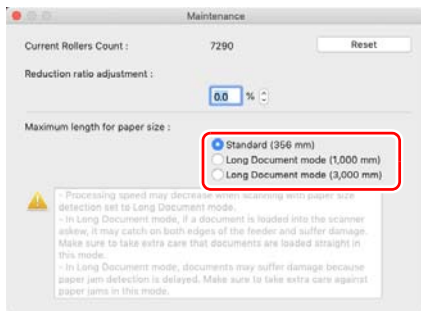 Maintenance
Current Rollers Count : 7290 Reset
Reduction ratio adjustment :
0.0 %
Maximum length for paper size :
Standard (356 mm)
Long Document mode (1,000 mm)
Long Document mode (3,000 mm)
- Processing speed may decrease when scanning with paper size
detection set to Long Document mode.
- In Long Document mode, if a document is loaded into the scanner
askew, it may catch on both edges of the feeder and suffer damage.
Make sure to take extra care that documents are loaded straight in
this mode.
- In Long Document mode, documents may suffer damage because
paper jam detection is delayed. Make sure to take extra care against
paper jams in this mode.